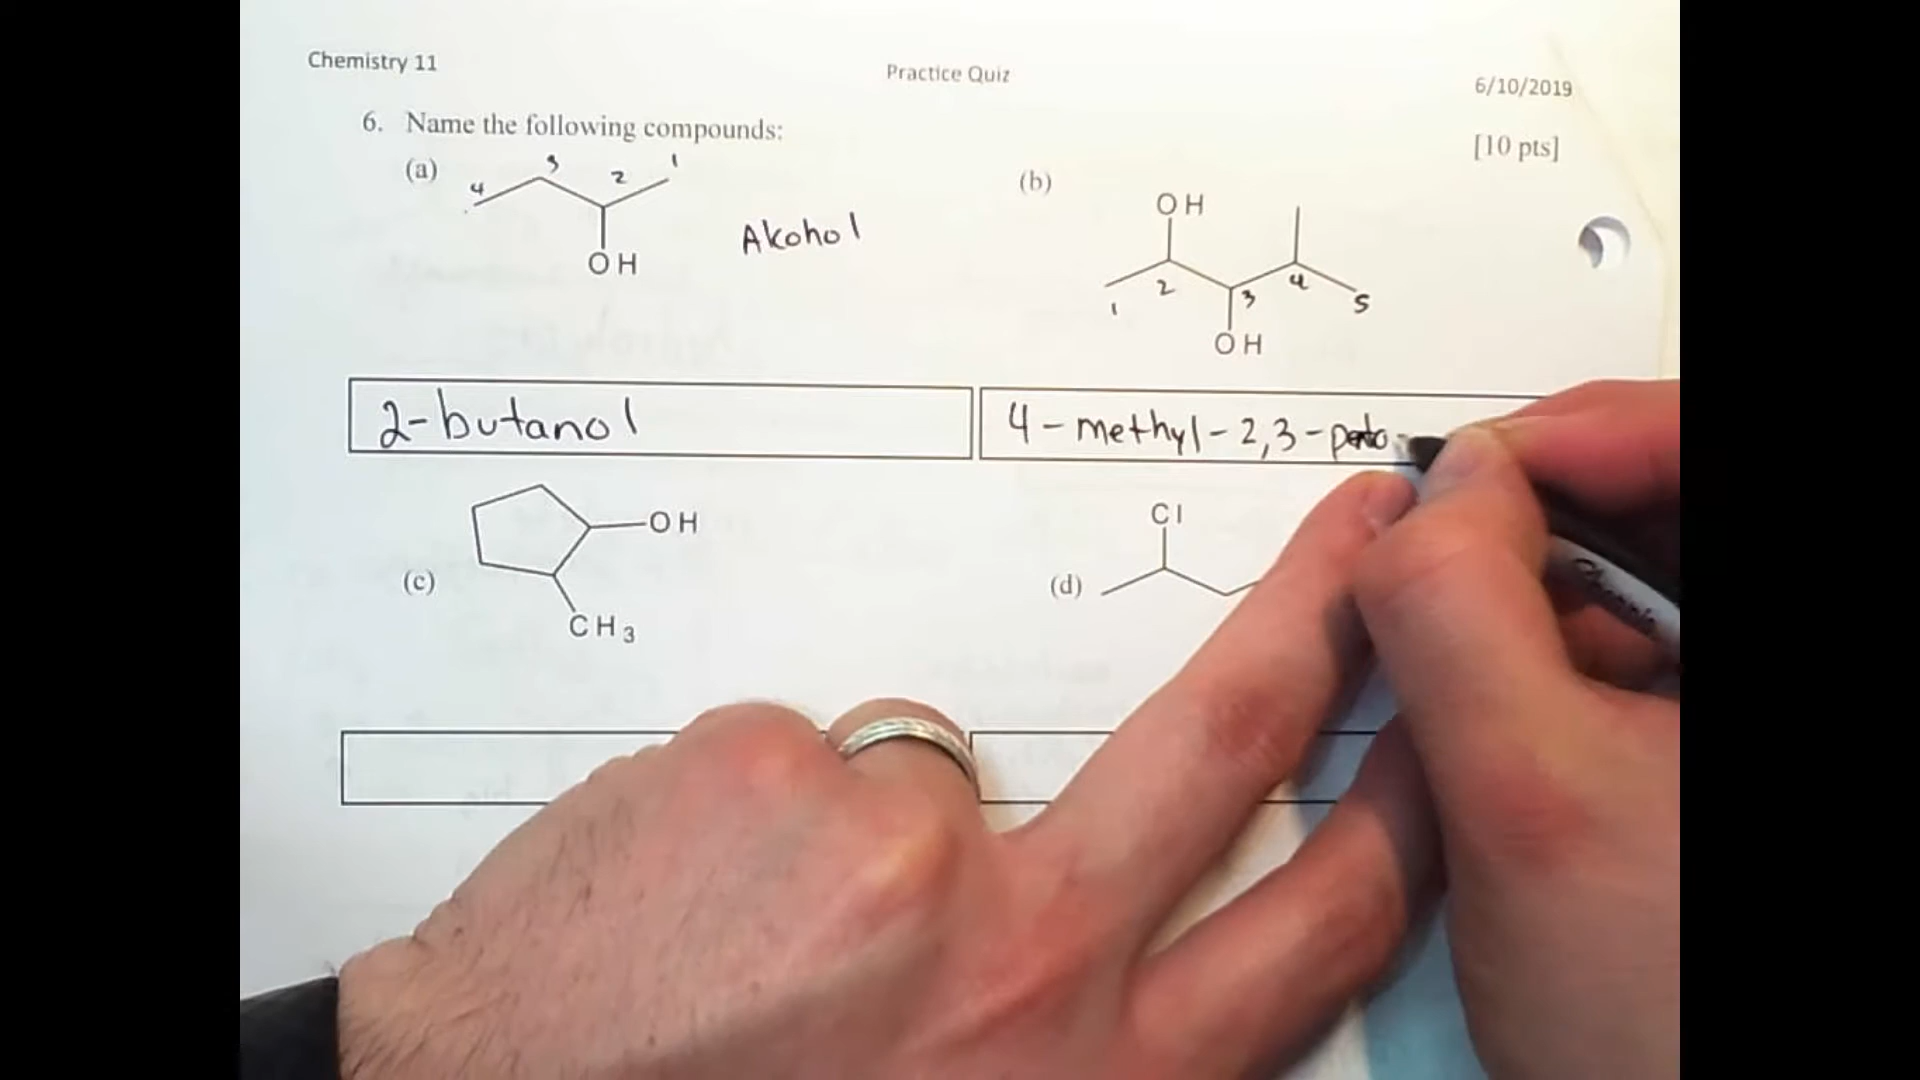 Chemistry 11
Practice Quiz
6/10/2019
6. Name the following compounds:
[10 pts]
(a)
4
3
2
1
OH
Akohol
(b)
OH
1
2
3
4
5
OH
2-butanol
4-methyl-2,3-
(c)
OH
CH3
(d)
Cl
Sharpie